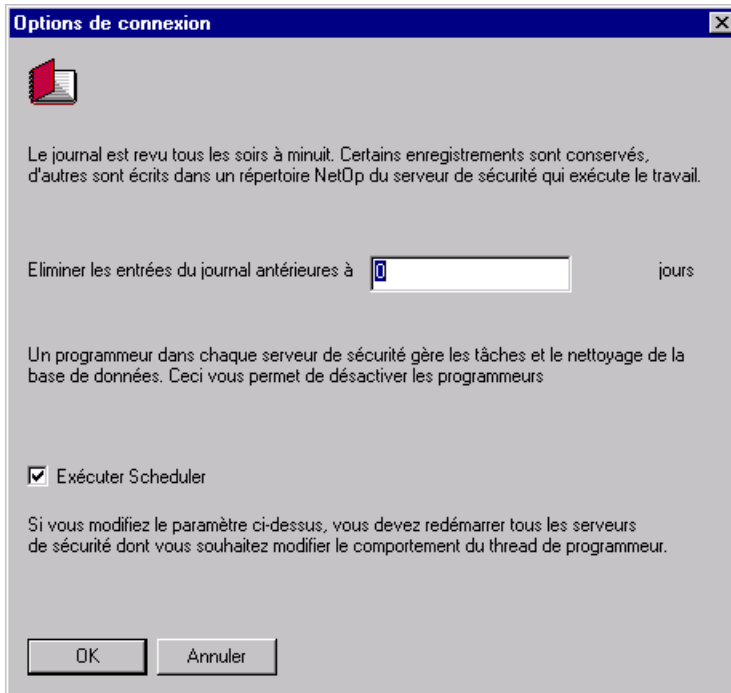 Options de connexion
Le journal est revu tous les soirs à minuit. Certains enregistrements sont conservés,
d'autres sont écrits dans un répertoire NetOp du serveur de sécurité qui exécute le travail.
Eliminer les entrées du journal antérieures à 0 jours
Un programmeur dans chaque serveur de sécurité gère les tâches et le nettoyage de la
base de données. Ceci vous permet de désactiver les programmeurs
Exécuter Scheduler
Si vous modifiez le paramètre ci-dessus, vous devez redémarrer tous les serveurs
de sécurité dont vous souhaitez modifier le comportement du thread de programmeur.
OK Annuler